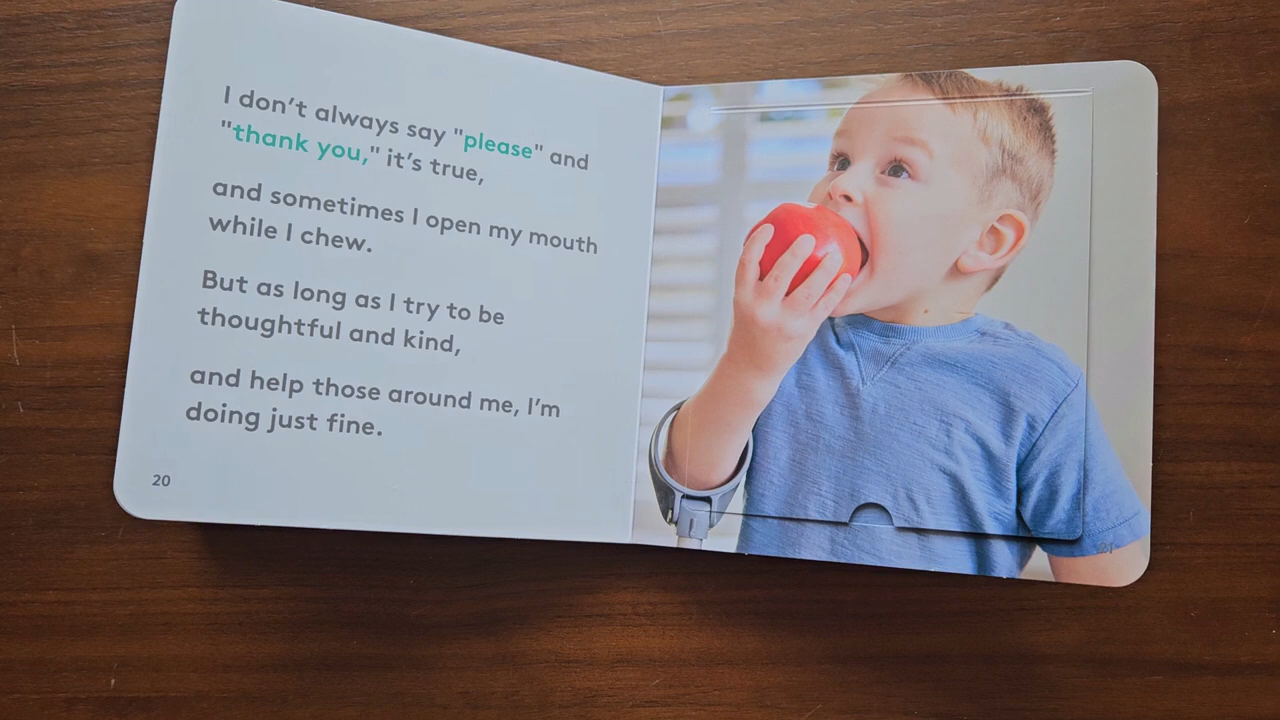 I don't always say "please" and
"thank you," it's true,
and sometimes I open my mouth
while I chew.
But as long as I try to be
thoughtful and kind,
and help those around me, I'm
doing just fine.
20
21